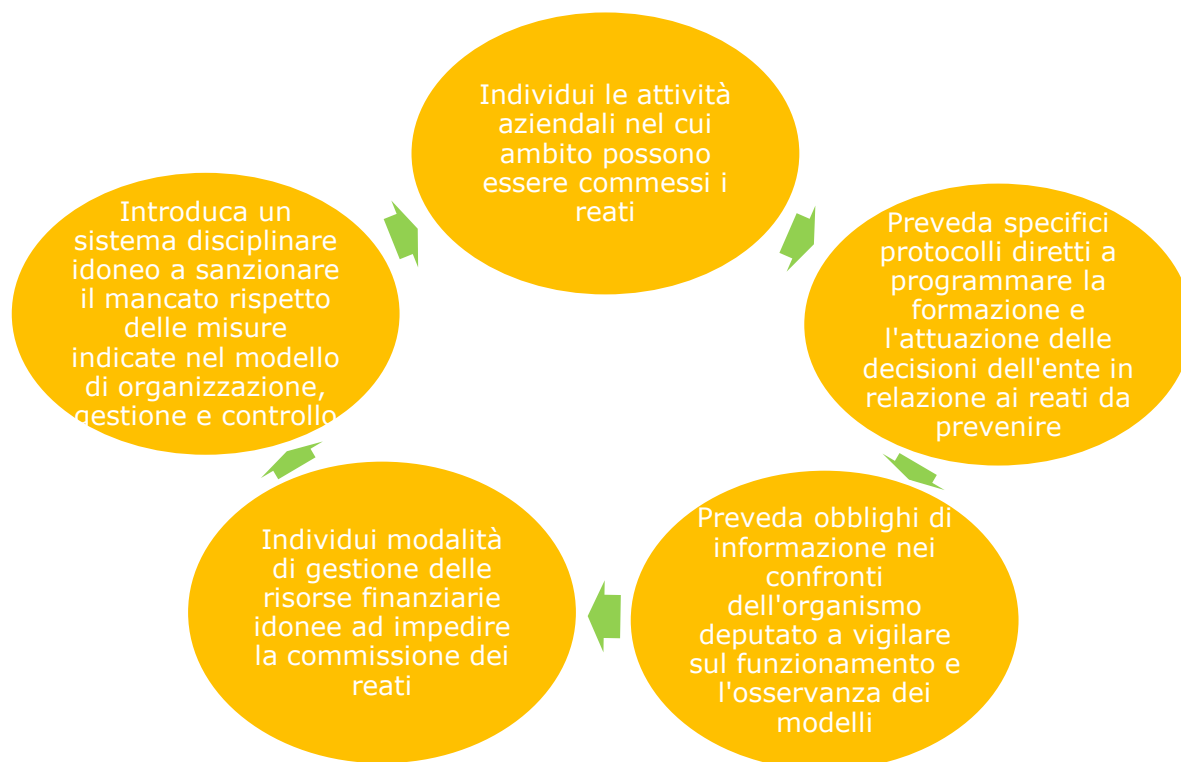 Individui le attività
aziendali nel cui
ambito possono
essere commessi i
reati
Preveda specifici
protocolli diretti a
programmare la
formazione e
l'attuazione delle
decisioni dell'ente in
relazione ai reati da
prevenire
Preveda obblighi di
informazione nei
confronti
dell'organismo
deputato a vigilare
sul funzionamento e
l'osservanza dei
modelli
Individui modalità
di gestione delle
risorse finanziarie
idonee ad impedire
la commissione dei
reati
Introduca un
sistema disciplinare
idoneo a sanzionare
il mancato rispetto
delle misure
indicate nel modello
di organizzazione,
gestione e controllo